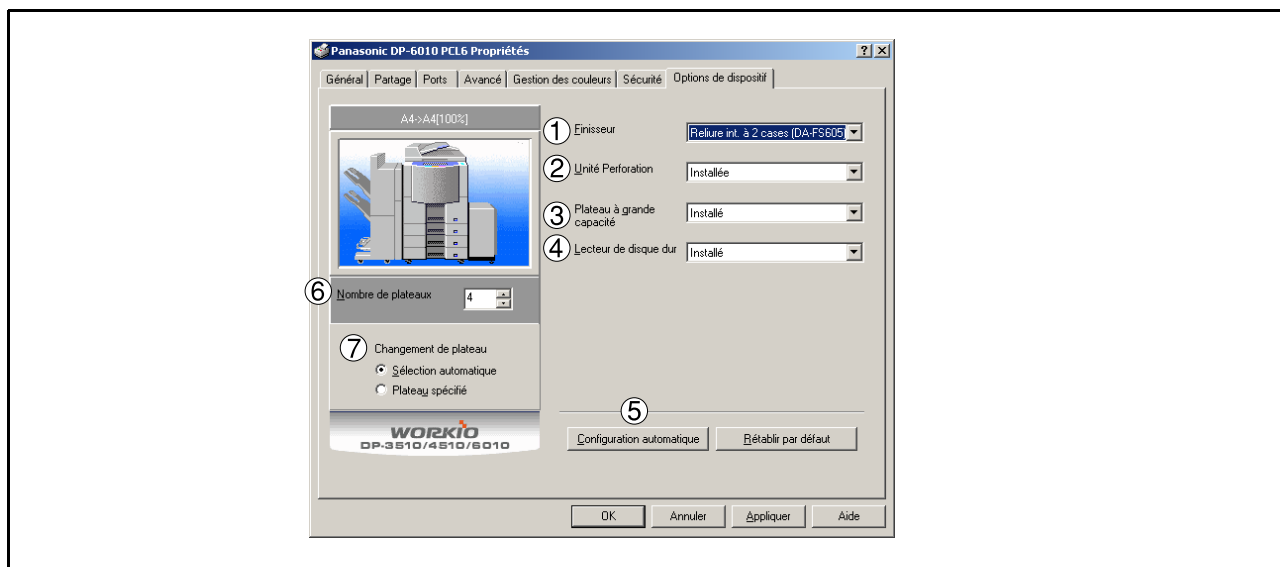 Panasonic DP-6010 PCL6 Propriétés
Général Partage Ports Avancé Gestion des couleurs Sécurité Options de dispositif
A4->A4[100%]
① Finisseur
Reliure int. à 2 cases (DA-FS605)
② Unité Perforation
Installée
③ Plateau à grande
capacité
Installé
④ Lecteur de disque dur
Installé
⑥ Nombre de plateaux
4
⑦ Changement de plateau
Sélection automatique
Plateau spécifié
WORKiO
DP-3510/4510/6010
⑤
Configuration automatique
Rétablir par défaut
OK Annuler Appliquer Aide